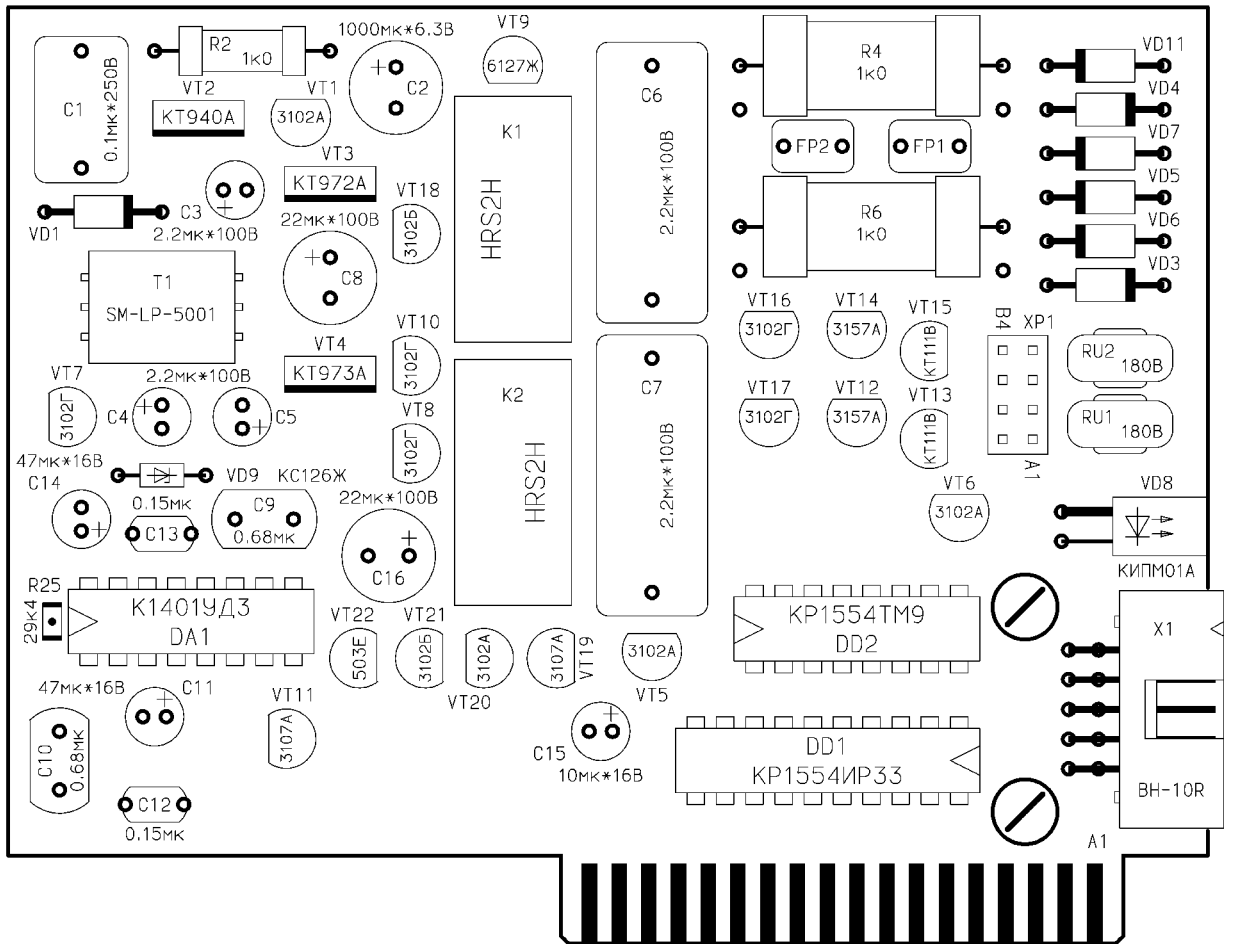 R2
1к0
C1
0.1мк*250В
VT2
КТ940А
VT1
3102А
1000мк*6.3В
C2
VT9
6127Ж
C6
2.2мк*100В
R4
1к0
VD11
VD4
FP2
FP1
VD7
VD5
VD6
VD3
K1
HRS2H
VT3
КТ972А
VT18
3102Б
C3
2.2мк*100В
VD1
22мк*100В
C8
R6
1к0
T1
SM-LP-5001
VT16
3102Г
VT14
3157А
VT15
КТ111В
B4
XP1
A1
RU2
180В
RU1
180В
VT10
3102Г
VT4
КТ973А
VT7
3102Г
2.2мк*100В
C4
C5
VT8
3102Г
K2
HRS2H
C7
2.2мк*100В
VT17
3102Г
VT12
3157А
VT13
КТ111В
47мк*16В
C14
VD9
КС126Ж
0.15мк
C13
C9
0.68мк
22мк*100В
C16
VT6
3102А
VD8
КИПМ01А
R25
29к4
К1401УД3
DA1
VT22
503Е
VT21
3102Б
3102А
VT20
3107А
VT19
3102А
VT5
КР1554ТМ9
DD2
X1
BH-10R
47мк*16В
C11
VT11
3107А
C10
0.68мк
C15
10мк*16В
DD1
КР1554ИР33
C12
0.15мк
A1